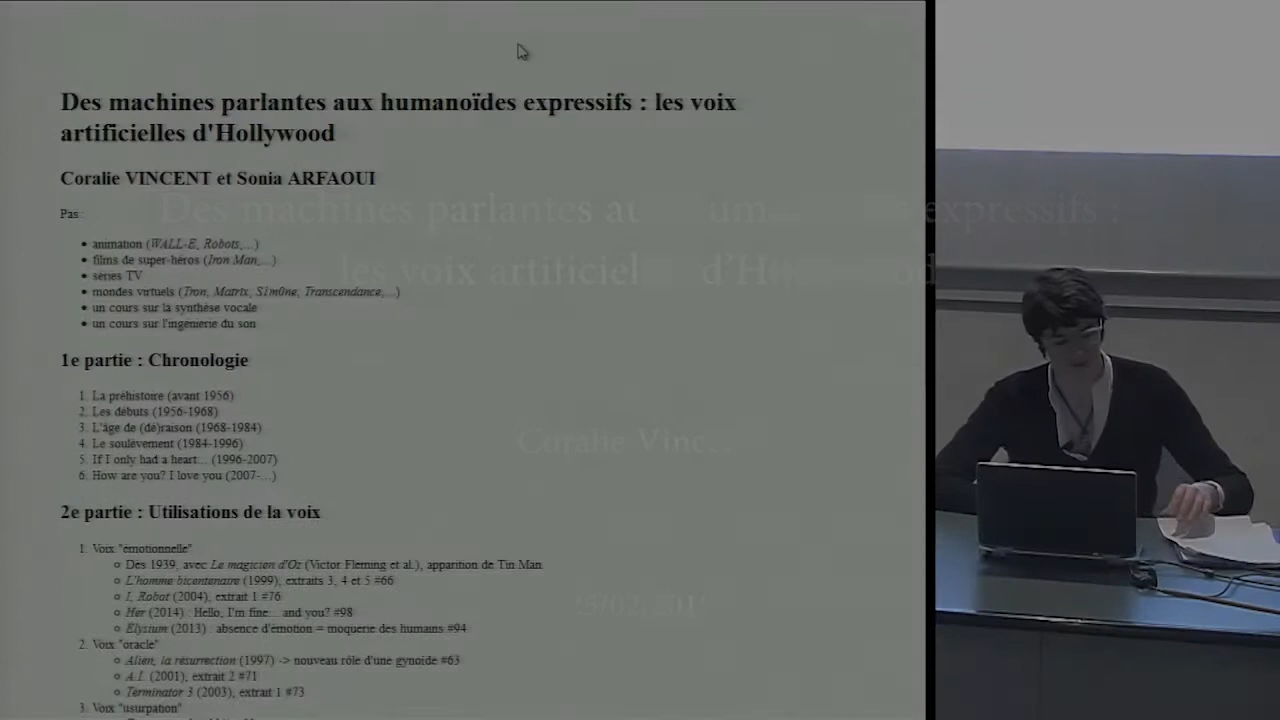 Des machines parlantes aux humanoïdes expressifs : les voix
artificielles d'Hollywood
Coralie VINCENT et Sonia ARFAOUI
Pas :
• animation (WALL-E, Robots,...)
• films de super-héros (Iron Man,...)
• séries TV
• mondes virtuels (Tron, Matrix, S1m0ne, Transcendance,...)
• un cours sur la synthèse vocale
• un cours sur l'ingénierie du son
1e partie : Chronologie
1. La préhistoire (avant 1956)
2. Les débuts (1956-1968)
3. L'âge de (dé)raison (1968-1984)
4. Le soulèvement (1984-1996)
5. If I only had a heart... (1996-2007)
6. How are you? I love you (2007-...)
2e partie : Utilisations de la voix
1. Voix "émotionnelle"
Dès 1939, avec Le magicien d'Oz (Victor Fleming et al.), apparition de Tin Man
L'homme bicentenaire (1999), extraits 3, 4 et 5 #66
I, Robot (2004), extrait 1 #76
Her (2014) : Hello, I'm fine... and you? #98
Elysium (2013) : absence d'émotion = moquerie des humains #94
2. Voix "oracle"
Alien, la résurrection (1997) -> nouveau rôle d'une gynoïde #63
A.I. (2001), extrait 2 #71
Terminator 3 (2003), extrait 1 #73
3. Voix "usurpation"
Des machines parlantes expressifs :
les voix
Coralie